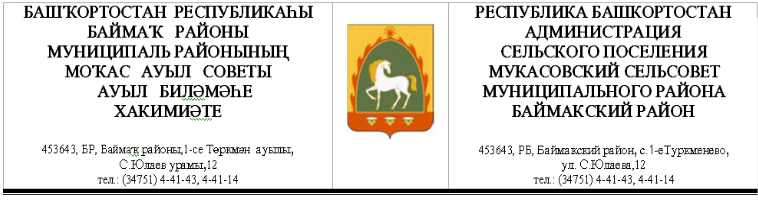 БАШҠОРТОСТАН РЕСПУБЛИКАҺЫ
БАЙМАҠ РАЙОНЫ
МУНИЦИПАЛЬ РАЙОНЫНЫҢ
МОҠАС АУЫЛ СОВЕТЫ
АУЫЛ БИЛӘМӘҺЕ
ХАКИМИӘТЕ
453643, БР, Баймаҡ районы,1-се Төркмән ауылы,
С.Юлаев урамы,12
тел.: (34751) 4-41-43, 4-41-14
РЕСПУБЛИКА БАШКОРТОСТАН
АДМИНИСТРАЦИЯ
СЕЛЬСКОГО ПОСЕЛЕНИЯ
МУКАСОВСКИЙ СЕЛЬСОВЕТ
МУНИЦИПАЛЬНОГО РАЙОНА
БАЙМАКСКИЙ РАЙОН
453643, РБ, Баймакский район, с.1-еТуркменево,
ул. С.Юлаева,12
тел.: (34751) 4-41-43, 4-41-14